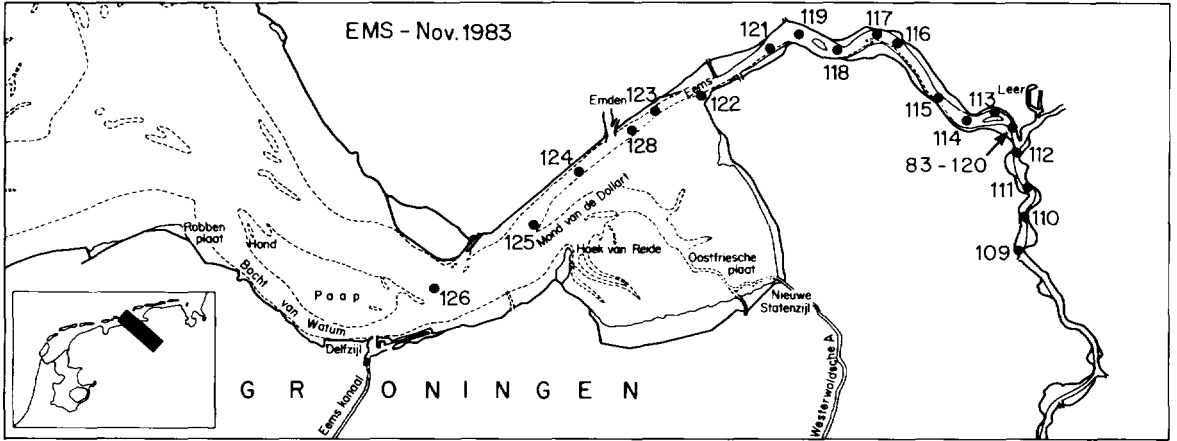 EMS - Nov. 1983
121
119
117
116
118
123
Eems
122
Emden
128
115
113
Leer
114
83 - 120
112
124
111
110
109
125
Mond van de Dollart
Robben
plaat
Hond
Hoek van Reide
Oostfriesche
plaat
Bocht van Watum
Paap
126
Nieuwe
Statenzijl
Delfzijl
GRONINGEN
Eems kanaal
Westerwoldsche A